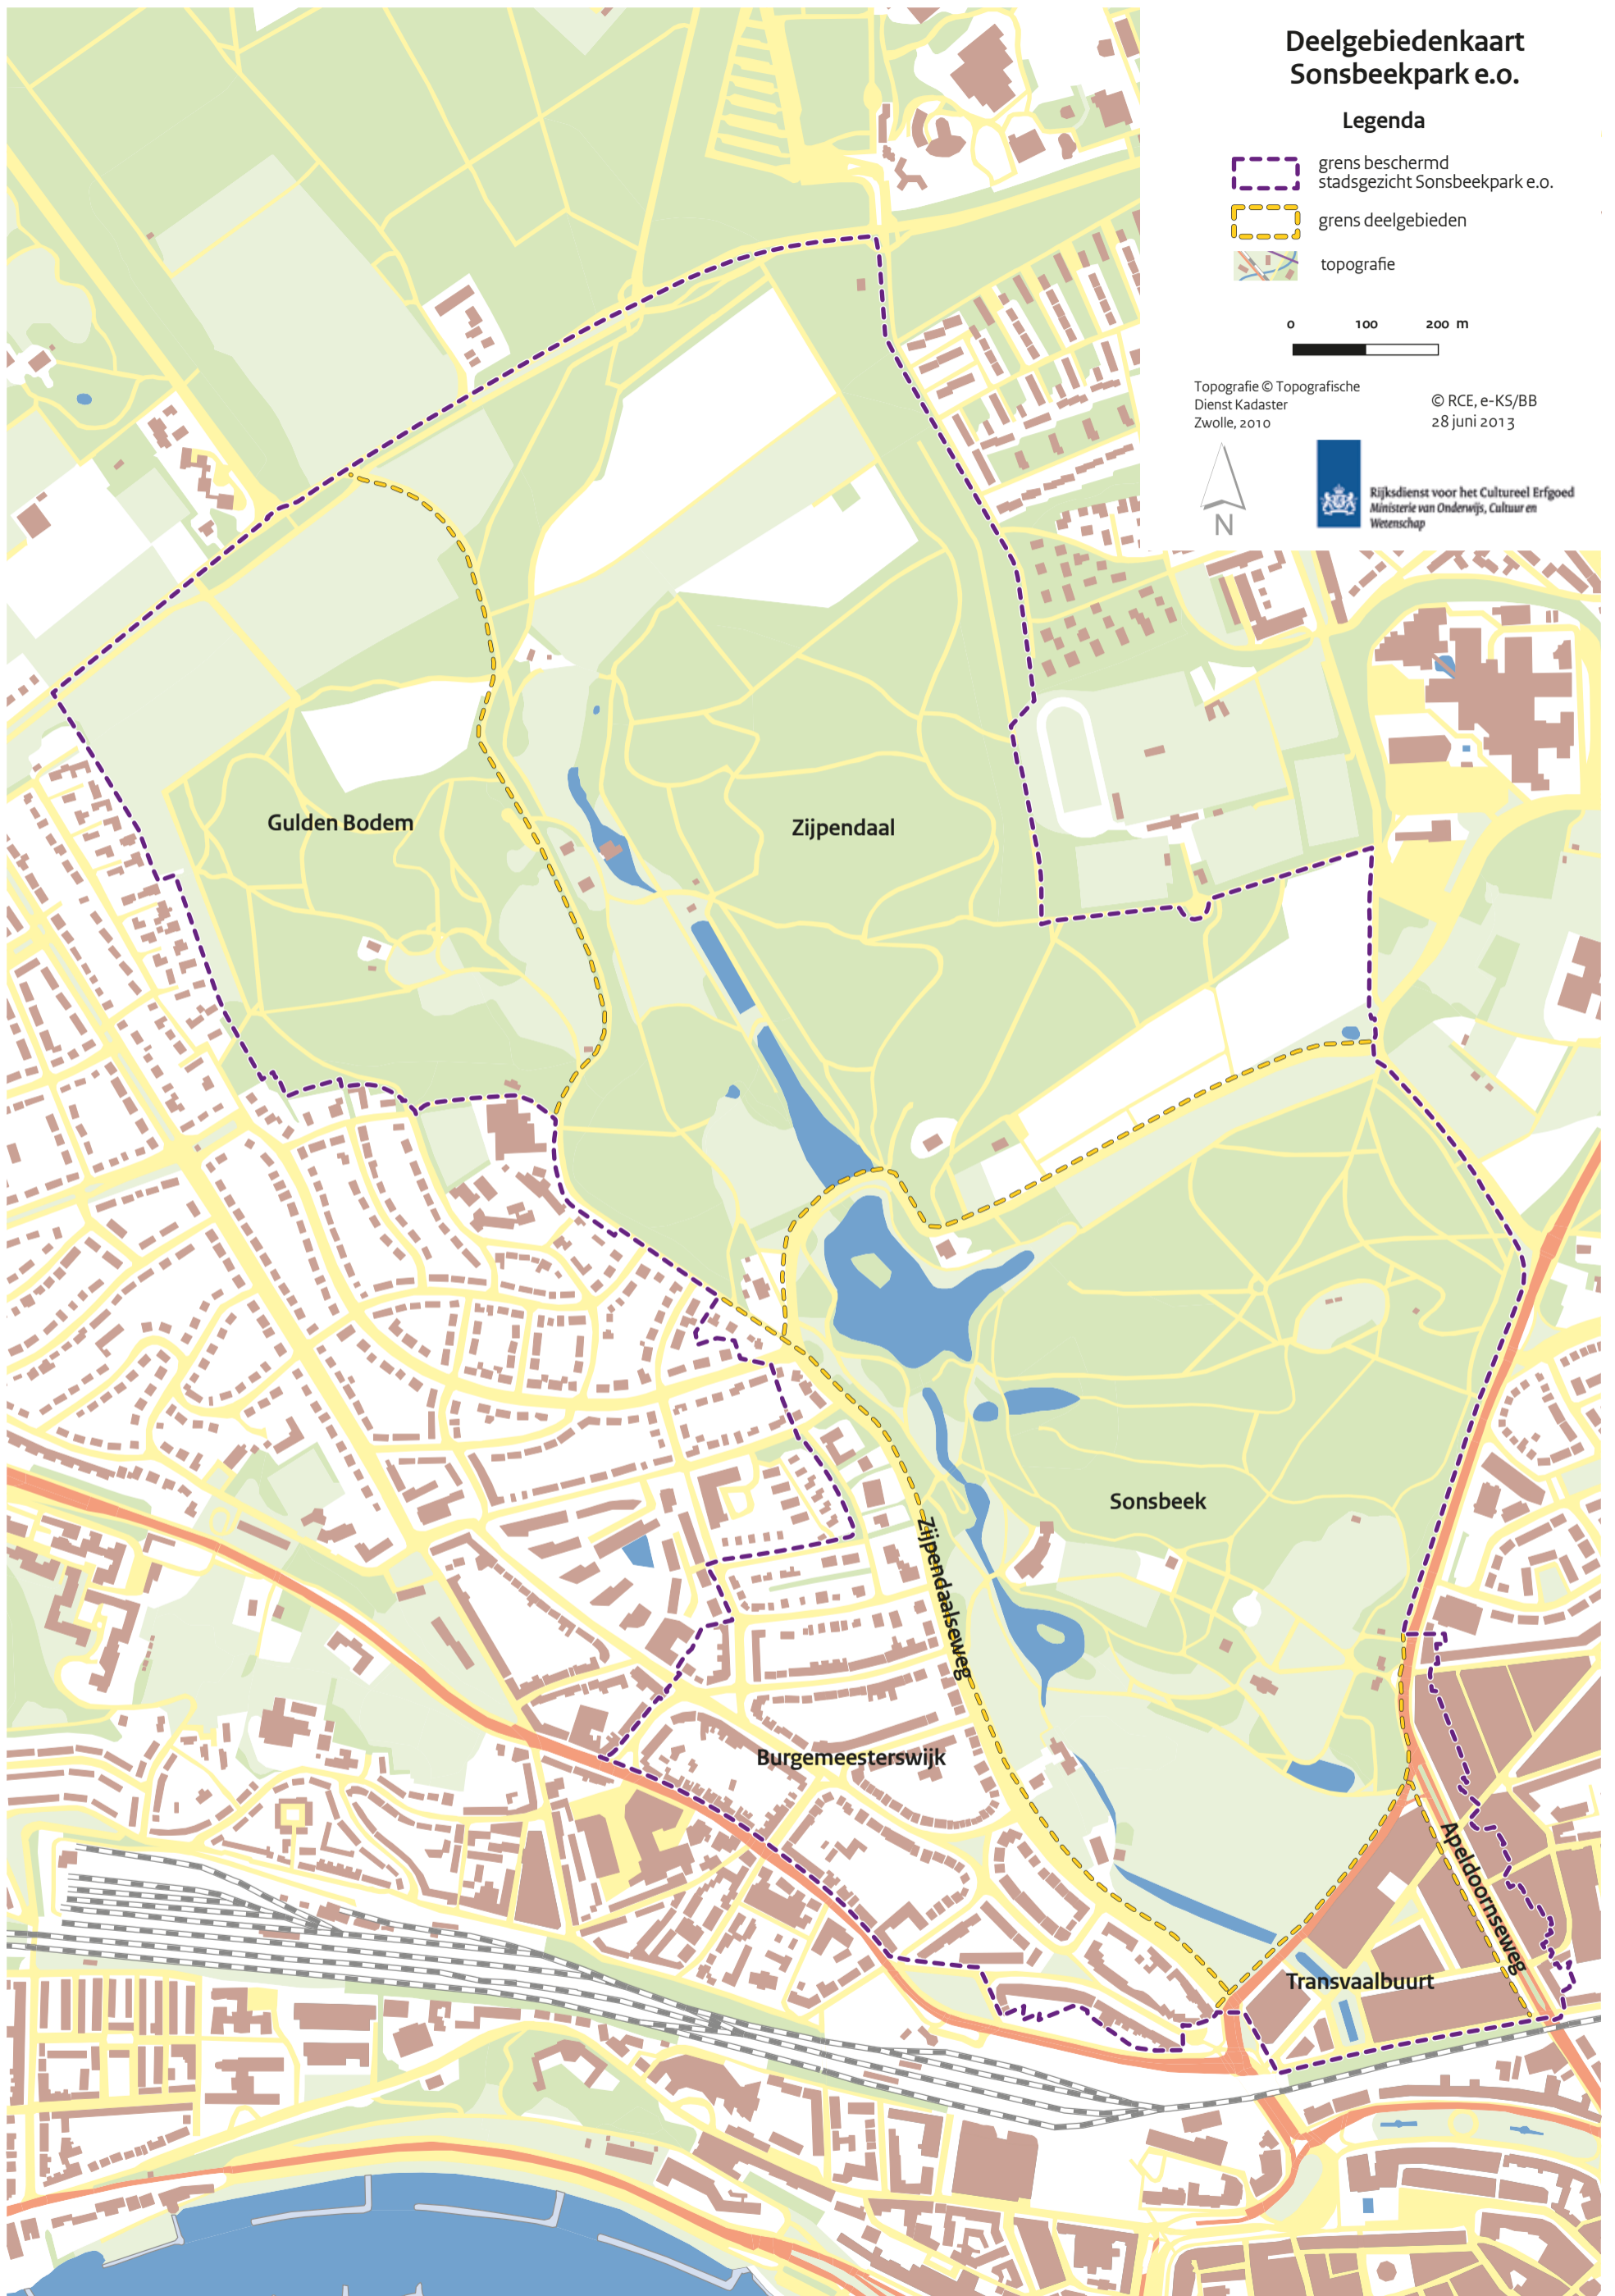 Deelgebiedenkaart
Sonsbeekpark e.o.
Legenda
grens beschermd
stadsgezicht Sonsbeekpark e.o.
grens deelgebieden
topografie
0 100 200 m
Topografie © Topografische
Dienst Kadaster
Zwolle, 2010
© RCE, e-KS/BB
28 juni 2013
N
Rijksdienst voor het Cultureel Erfgoed
Ministerie van Onderwijs, Cultuur en
Wetenschap
Gulden Bodem
Zijpendaal
Sonsbeek
Zijpendaalseweg
Burgemeesterswijk
Apeldoornseweg
Transvaalbuurt